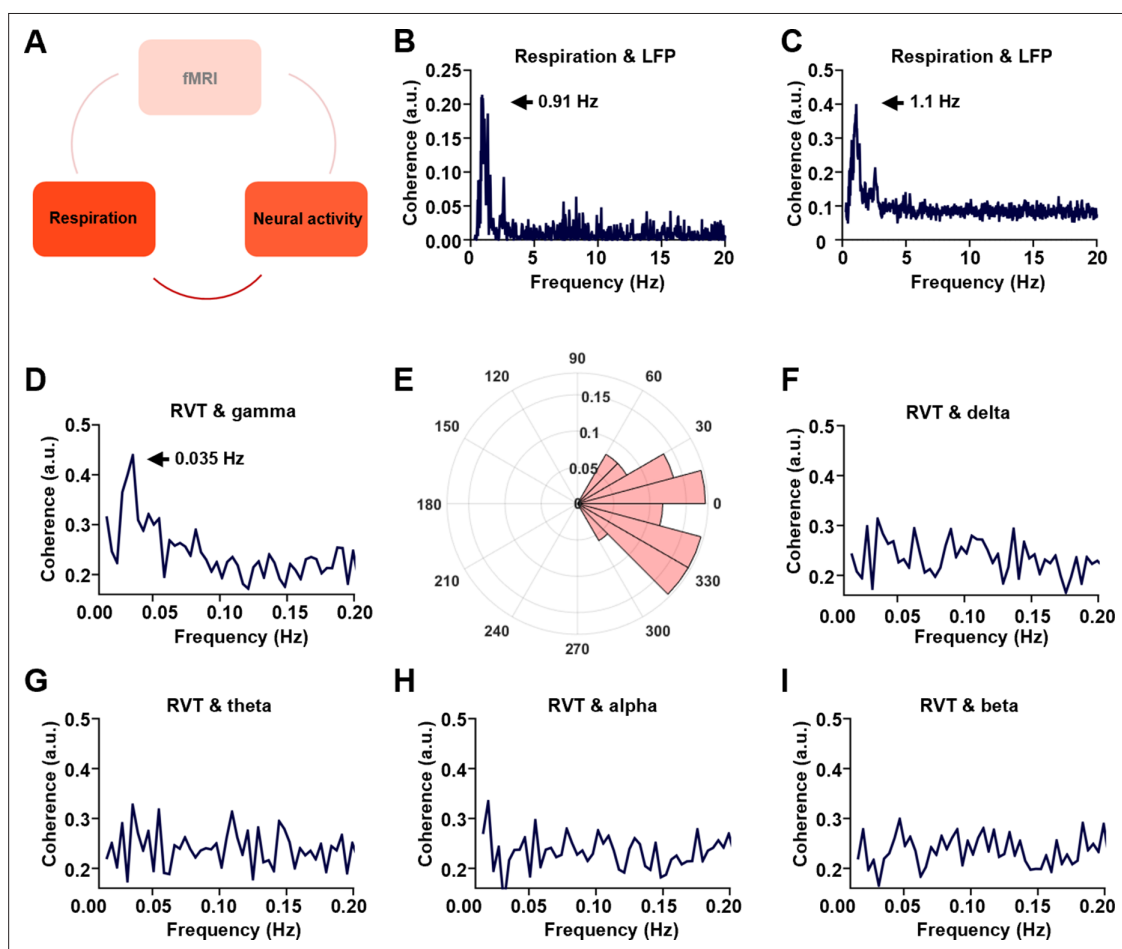 A
fMRI
Respiration
Neural activity
B
Respiration & LFP
0.25
0.20
0.15
0.10
0.05
0.00
Coherence (a.u.)
0.91 Hz
0 5 10 15 20
Frequency (Hz)
C
Respiration & LFP
0.5
0.4
0.3
0.2
0.1
0
Coherence (a.u.)
1.1 Hz
0 5 10 15 20
Frequency (Hz)
D
RVT & gamma
0.5
0.4
0.3
0.2
Coherence (a.u.)
0.035 Hz
0.00 0.05 0.10 0.15 0.20
Frequency (Hz)
E
90
120 60
0.15
150 0.1 30
0.05
180 0 0
210 330
240 300
270
F
RVT & delta
0.5
0.4
0.3
0.2
Coherence (a.u.)
0.00 0.05 0.10 0.15 0.20
Frequency (Hz)
G
RVT & theta
0.5
0.4
0.3
0.2
Coherence (a.u.)
0.00 0.05 0.10 0.15 0.20
Frequency (Hz)
H
RVT & alpha
0.5
0.4
0.3
0.2
Coherence (a.u.)
0.00 0.05 0.10 0.15 0.20
Frequency (Hz)
I
RVT & beta
0.5
0.4
0.3
0.2
Coherence (a.u.)
0.00 0.05 0.10 0.15 0.20
Frequency (Hz)